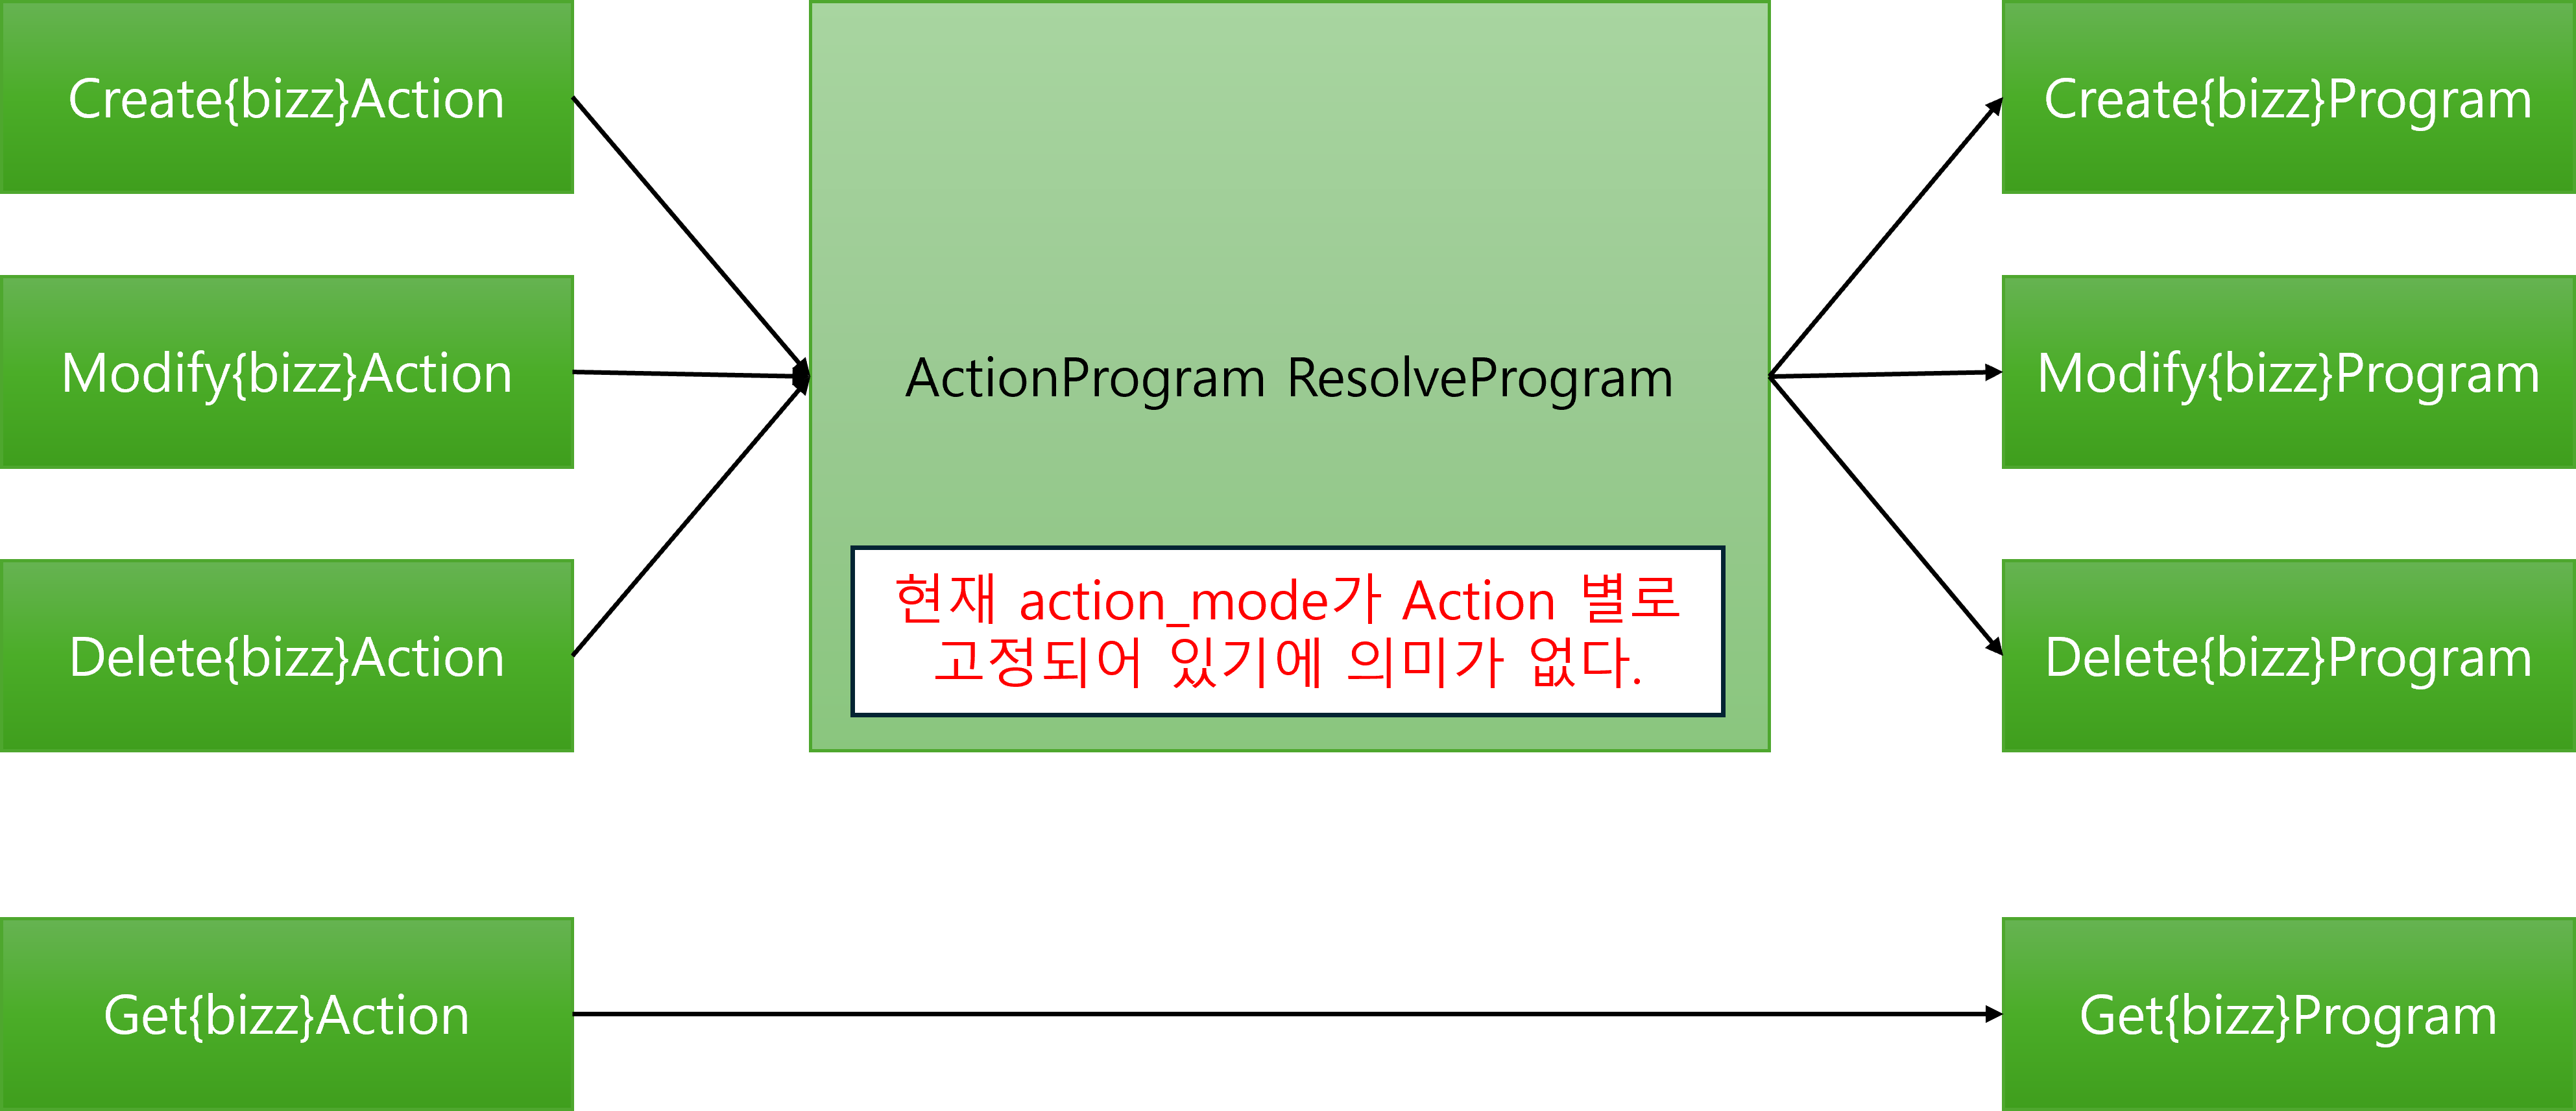 Create{bizz}Action
Create{bizz}Program
Modify{bizz}Action
ActionProgram ResolveProgram
Modify{bizz}Program
현재 action_mode가 Action 별로
고정되어 있기에 의미가 없다.
Delete{bizz}Action
Delete{bizz}Program
Get{bizz}Action
Get{bizz}Program